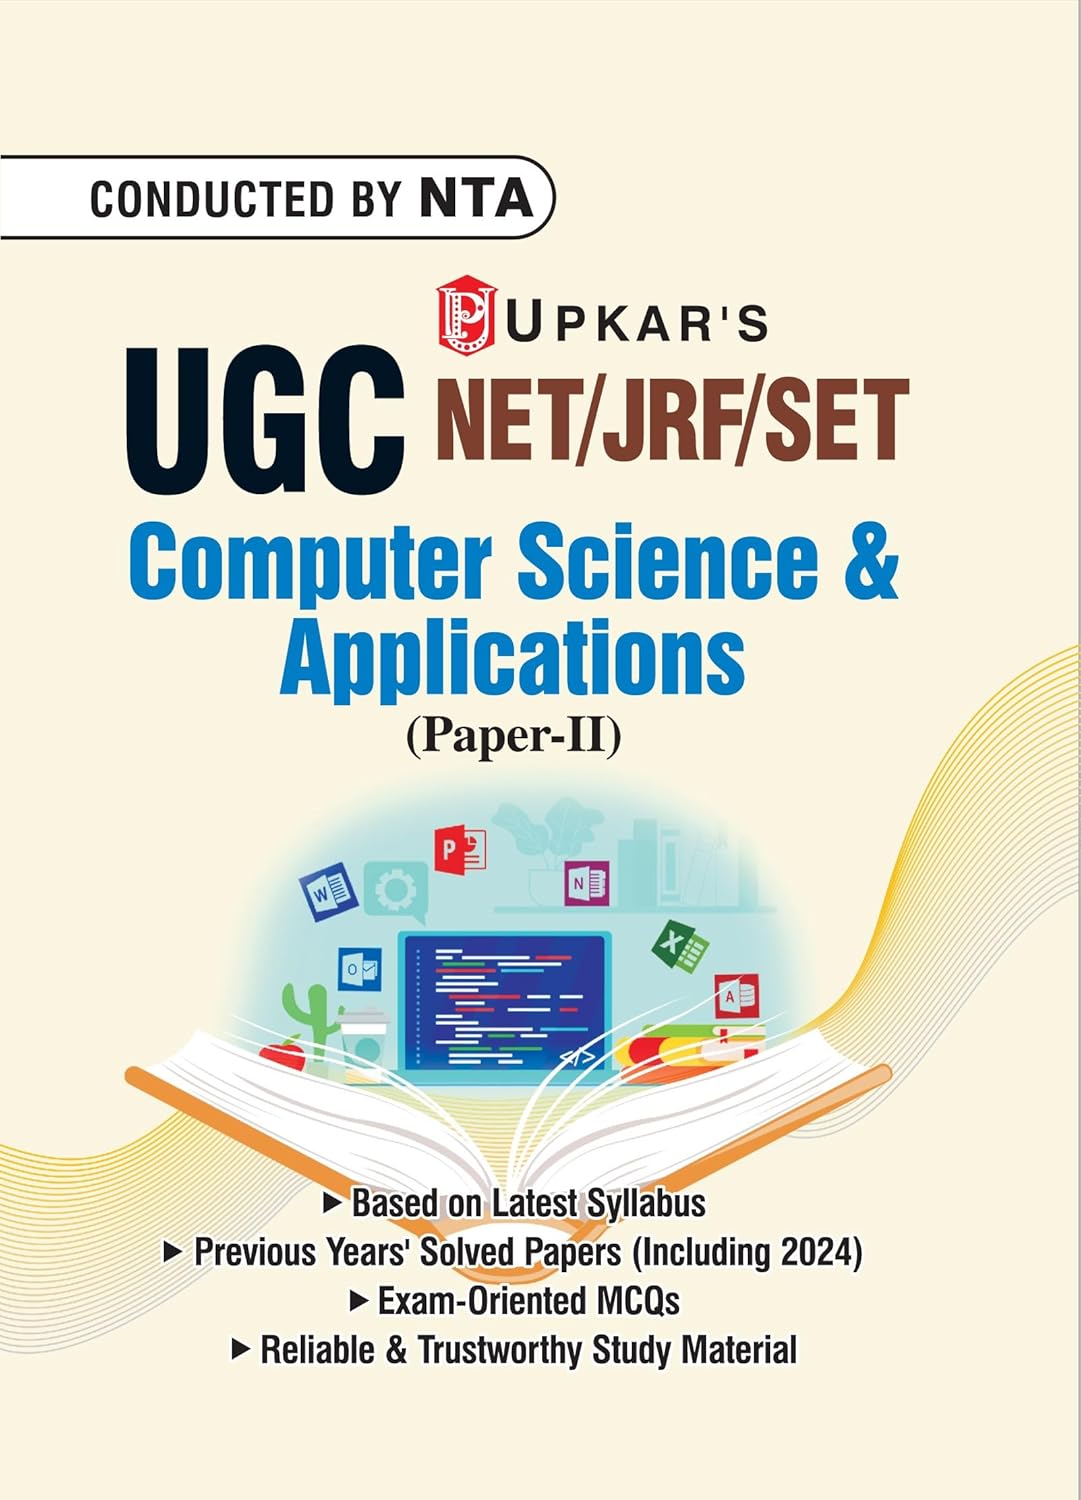 CONDUCTED BY NTA
UPKAR'S
UGC NET/JRF/SET
Computer Science &
Applications
(Paper-II)
P
W
N
X
O
A
</>
▶ Based on Latest Syllabus
▶ Previous Years' Solved Papers (Including 2024)
▶ Exam-Oriented MCQs
▶ Reliable & Trustworthy Study Material